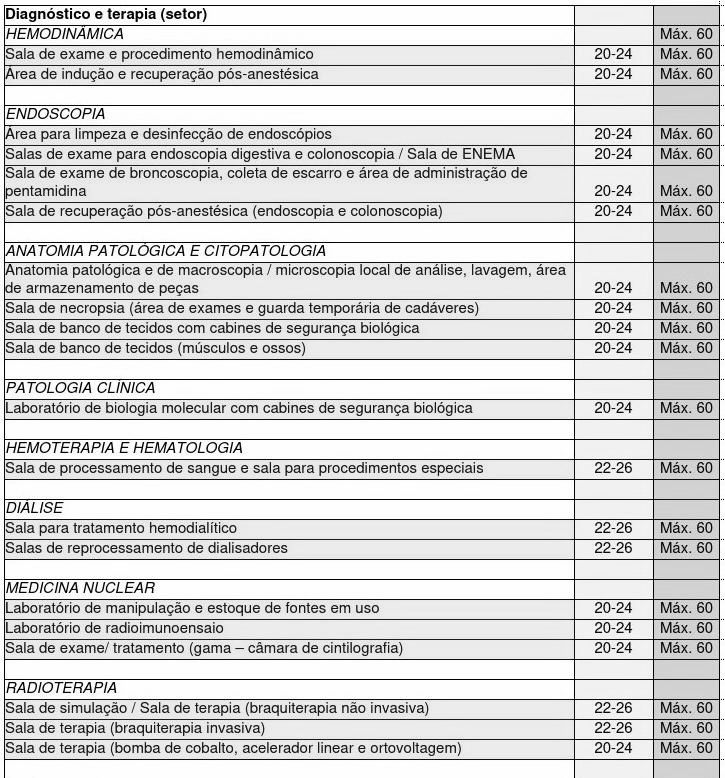 Diagnóstico e terapia (setor)
HEMODINÂMICA Máx. 60
Sala de exame e procedimento hemodinâmico 20-24 Máx. 60
Área de indução e recuperação pós-anestésica 20-24 Máx. 60
ENDOSCOPIA
Área para limpeza e desinfecção de endoscópios 20-24 Máx. 60
Salas de exame para endoscopia digestiva e colonoscopia / Sala de ENEMA 20-24 Máx. 60
Sala de exame de broncoscopia, coleta de escarro e área de administração de
pentamidina 20-24 Máx. 60
Sala de recuperação pós-anestésica (endoscopia e colonoscopia) 20-24 Máx. 60
ANATOMIA PATOLÓGICA E CITOPATOLOGIA
Anatomia patológica e de macroscopia / microscopia local de análise, lavagem, área
de armazenamento de peças 20-24 Máx. 60
Sala de necropsia (área de exames e guarda temporária de cadáveres) 20-24 Máx. 60
Sala de banco de tecidos com cabines de segurança biológica 20-24 Máx. 60
Sala de banco de tecidos (músculos e ossos) 20-24 Máx. 60
PATOLOGIA CLÍNICA
Laboratório de biologia molecular com cabines de segurança biológica 20-24 Máx. 60
HEMOTERAPIA E HEMATOLOGIA
Sala de processamento de sangue e sala para procedimentos especiais 22-26 Máx. 60
DIÁLISE
Sala para tratamento hemodialítico 22-26 Máx. 60
Salas de reprocessamento de dialisadores 22-26 Máx. 60
MEDICINA NUCLEAR
Laboratório de manipulação e estoque de fontes em uso 20-24 Máx. 60
Laboratório de radioimunoensaio 20-24 Máx. 60
Sala de exame/ tratamento (gama – câmara de cintilografia) 20-24 Máx. 60
RADIOTERAPIA
Sala de simulação / Sala de terapia (braquiterapia não invasiva) 22-26 Máx. 60
Sala de terapia (braquiterapia invasiva) 22-26 Máx. 60
Sala de terapia (bomba de cobalto, acelerador linear e ortovoltagem) 20-24 Máx. 60